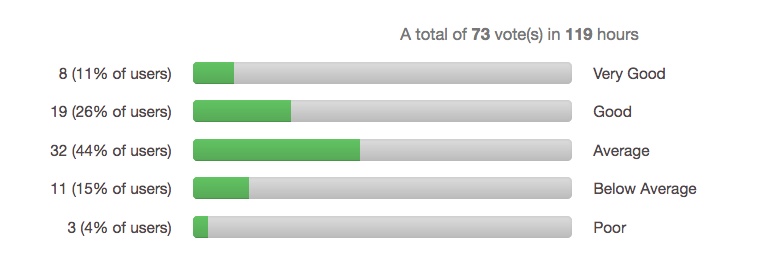 A total of 73 vote(s) in 119 hours
8 (11% of users) Very Good
19 (26% of users) Good
32 (44% of users) Average
11 (15% of users) Below Average
3 (4% of users) Poor